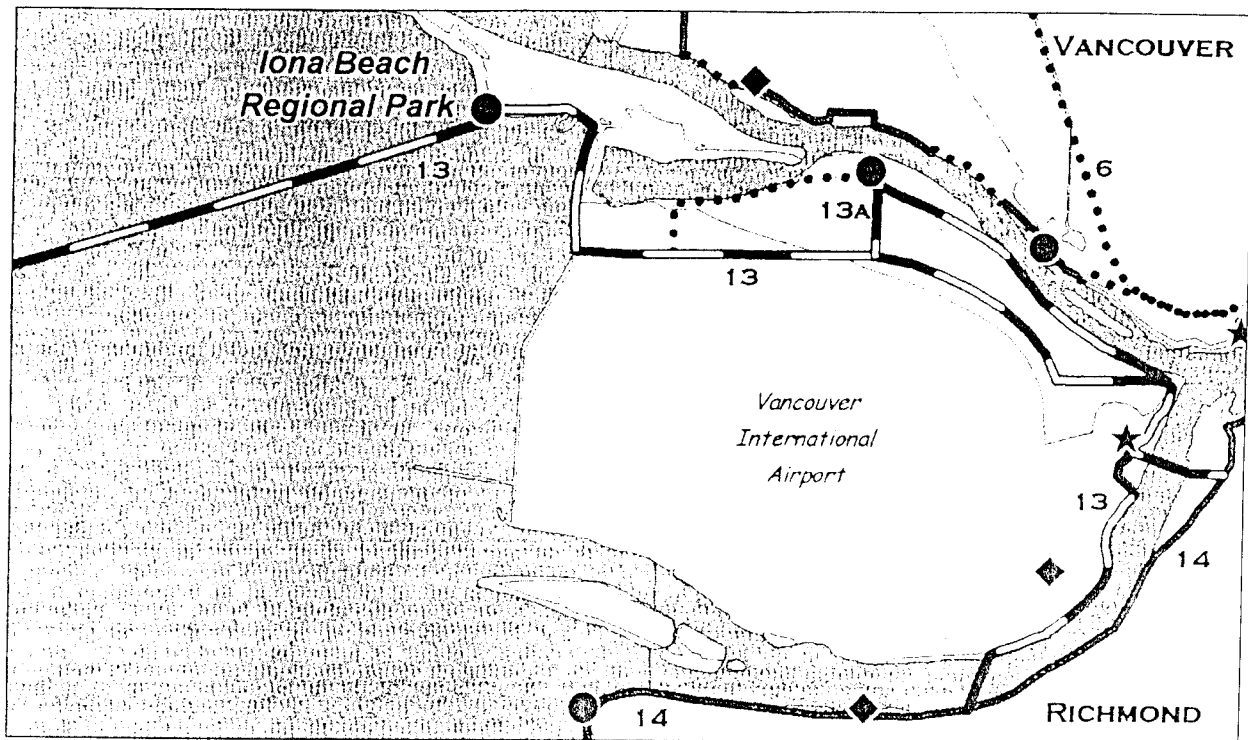 VANCOUVER
Iona Beach
Regional Park
13
6
13A
13
Vancouver
International
Airport
13
14
14
RICHMOND